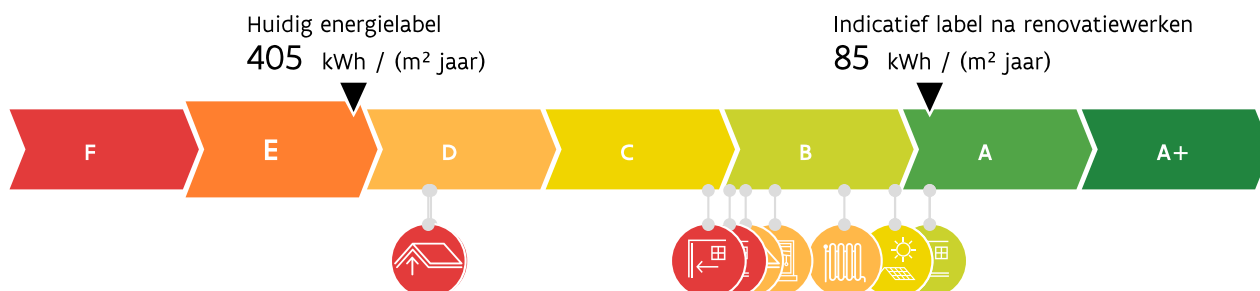 Huidig energielabel
405 kWh / (m² jaar)
Indicatief label na renovatiewerken
85 kWh / (m² jaar)
F E D C B A A+